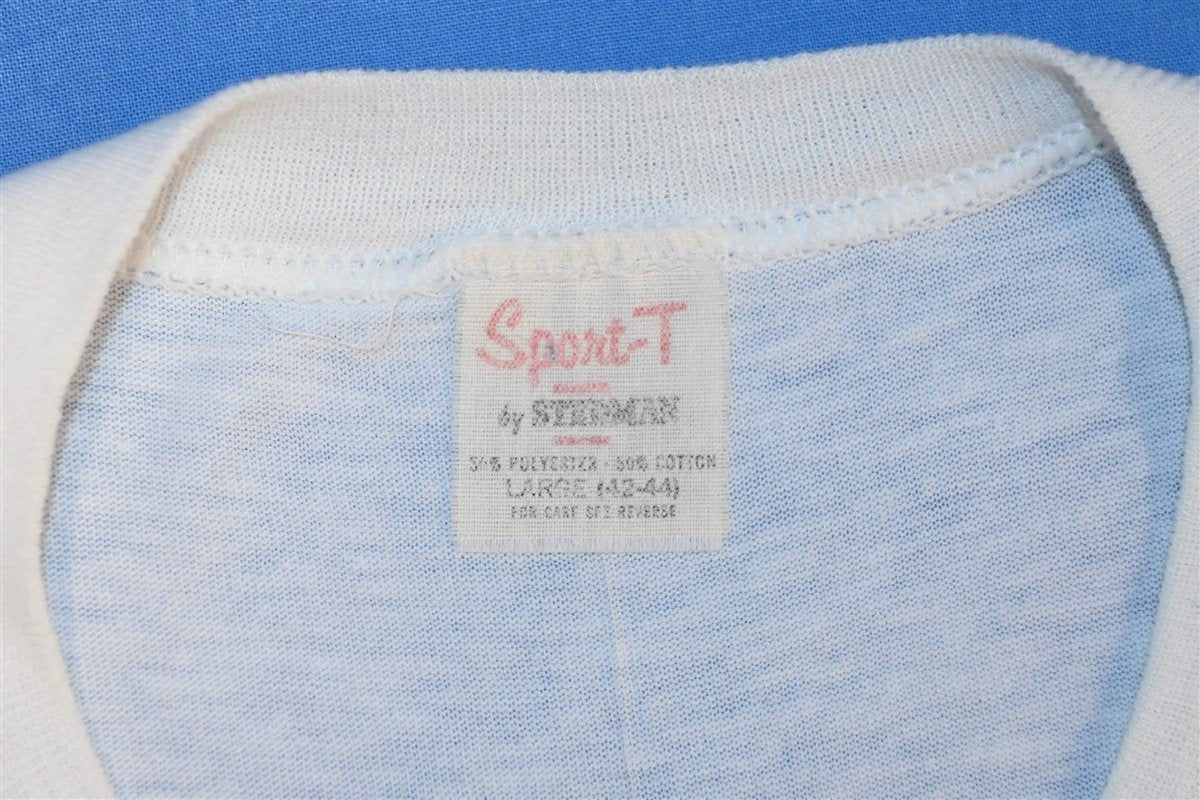 Sport-T
by STEDMAN
50% POLYESTER - 50% COTTON
LARGE (42-44)
FOR CARE SEE REVERSE